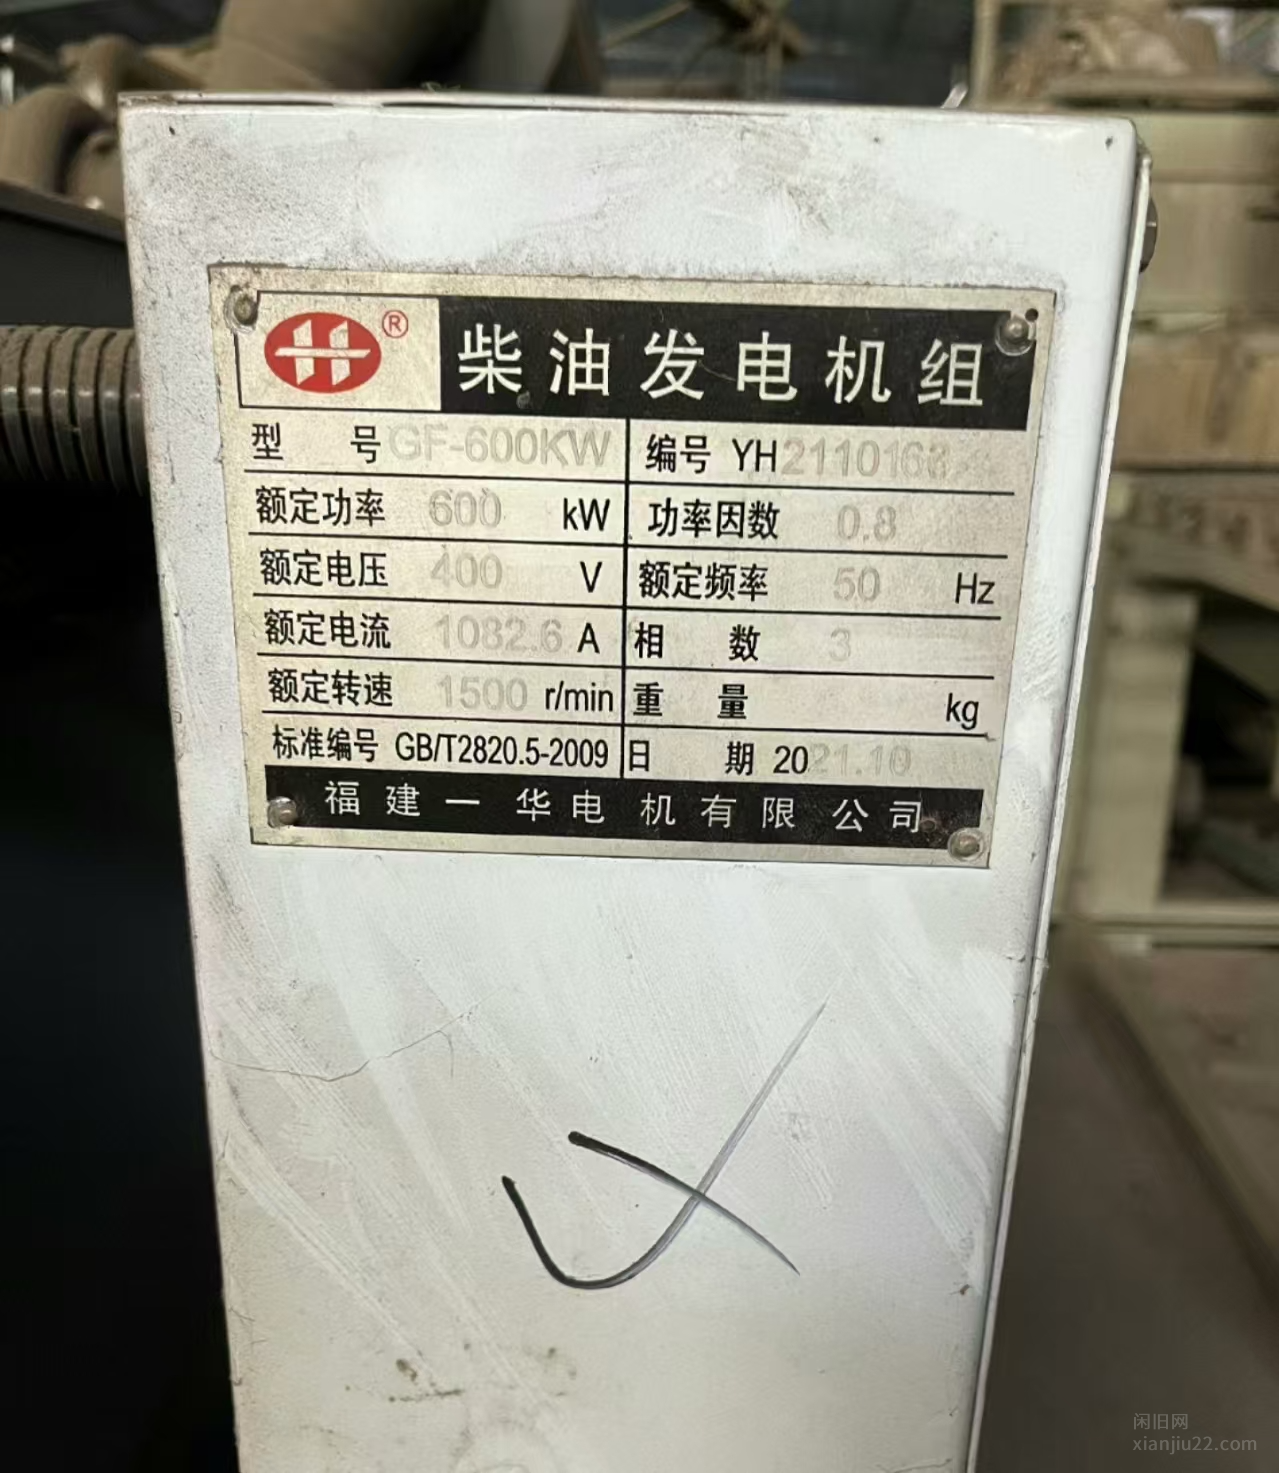 ®
柴油发电机组
型号 GF-600KW 编号 YH2110168
额定功率 600 kW 功率因数 0.8
额定电压 400 V 额定频率 50 Hz
额定电流 1082.6 A 相数 3
额定转速 1500 r/min 重量 kg
标准编号 GB/T2820.5-2009 日期 2021.10
福建一华电机有限公司
闲旧网
xianjiu22.com